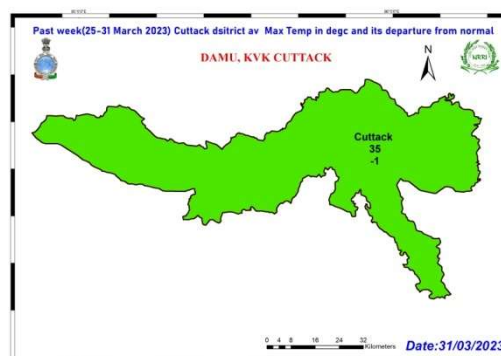 Past week(25-31 March 2023) Cuttack dsitrict av Max Temp in degc and its departure from normal
DAMU, KVK CUTTACK
N
NRRI
Cuttack
35
-1
0 4 8 16 24 32
Kilometers
Date:31/03/2023